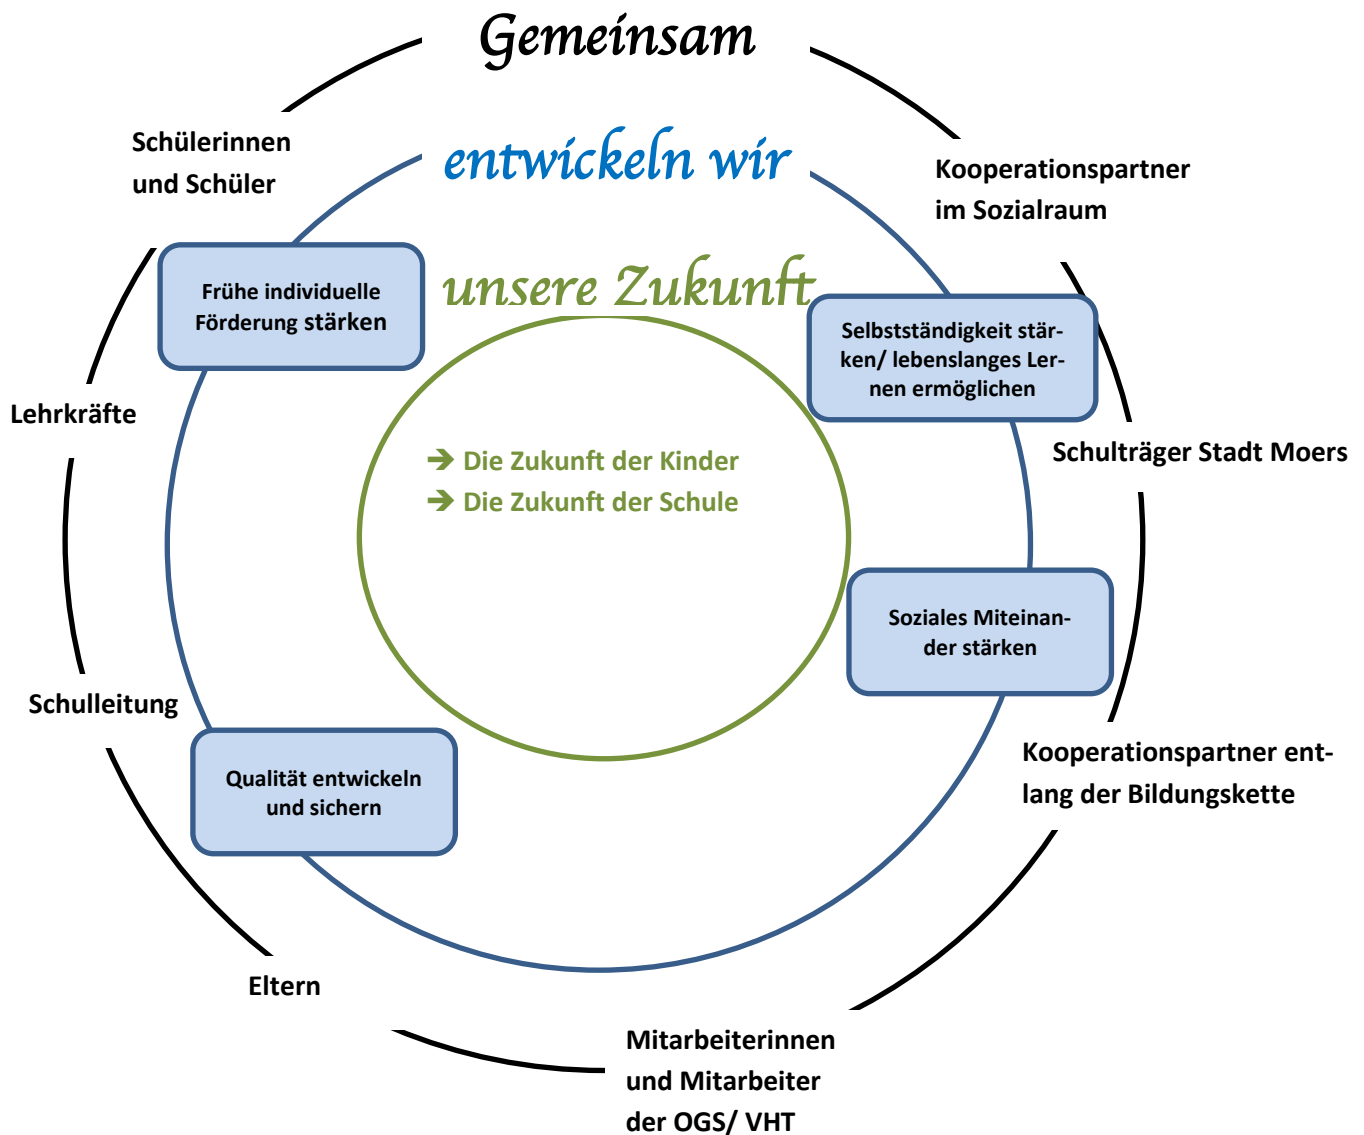 Gemeinsam
entwickeln wir
unsere Zukunft
Schülerinnen
und Schüler
Kooperationspartner
im Sozialraum
Frühe individuelle
Förderung stärken
Selbstständigkeit stär-
ken/ lebenslanges Ler-
nen ermöglichen
Lehrkräfte
➔ Die Zukunft der Kinder
➔ Die Zukunft der Schule
Schulträger Stadt Moers
Soziales Miteinan-
der stärken
Schulleitung
Qualität entwickeln
und sichern
Kooperationspartner ent-
lang der Bildungskette
Eltern
Mitarbeiterinnen
und Mitarbeiter
der OGS/ VHT